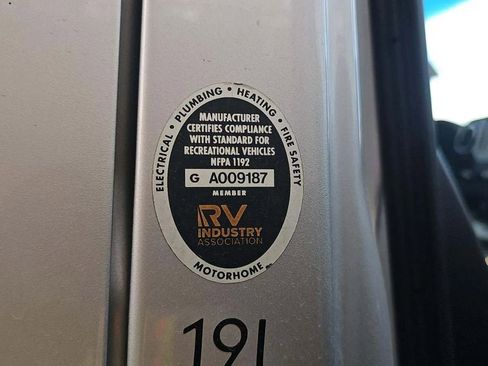 ELECTRICAL • PLUMBING • HEATING • FIRE SAFETY
MANUFACTURER
CERTIFIES COMPLIANCE
WITH STANDARD FOR
RECREATIONAL VEHICLES
NFPA 1192
G A009187
MEMBER
RV
INDUSTRY
ASSOCIATION
MOTORHOME
19